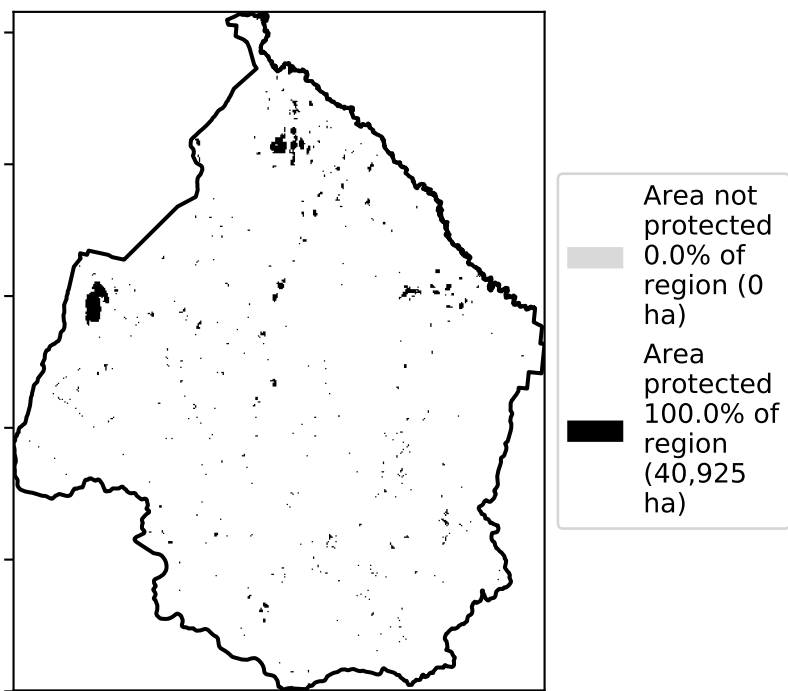 Area not
protected
0.0% of
region (0
ha)
Area
protected
100.0% of
region
(40,925
ha)